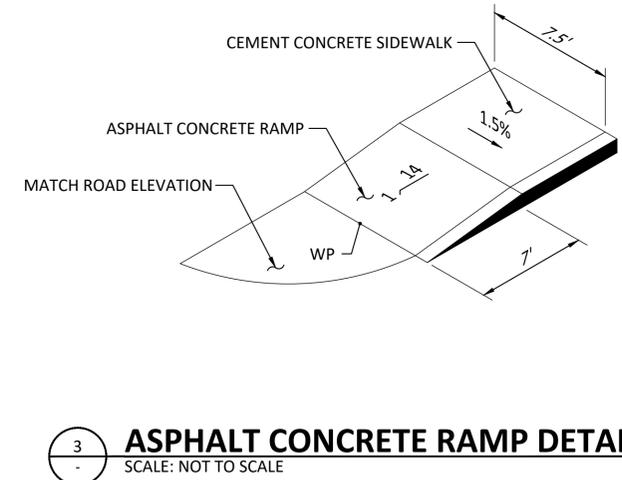 7.5'
CEMENT CONCRETE SIDEWALK
1.5%
ASPHALT CONCRETE RAMP
14
1
MATCH ROAD ELEVATION
WP
7'
3
ASPHALT CONCRETE RAMP DETAI
-
SCALE: NOT TO SCALE